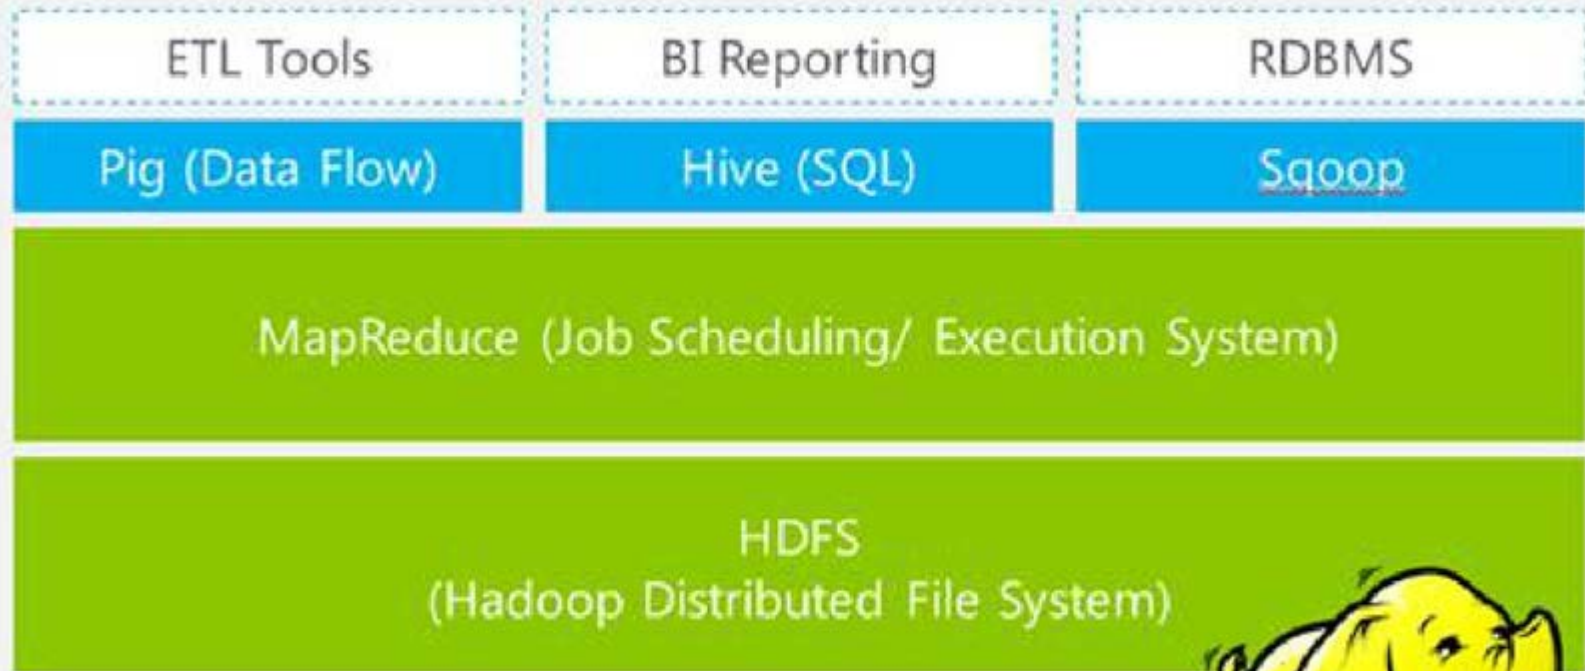 ETL Tools
BI Reporting
RDBMS
Pig (Data Flow)
Hive (SQL)
Sqoop
MapReduce (Job Scheduling/ Execution System)
HDFS
(Hadoop Distributed File System)